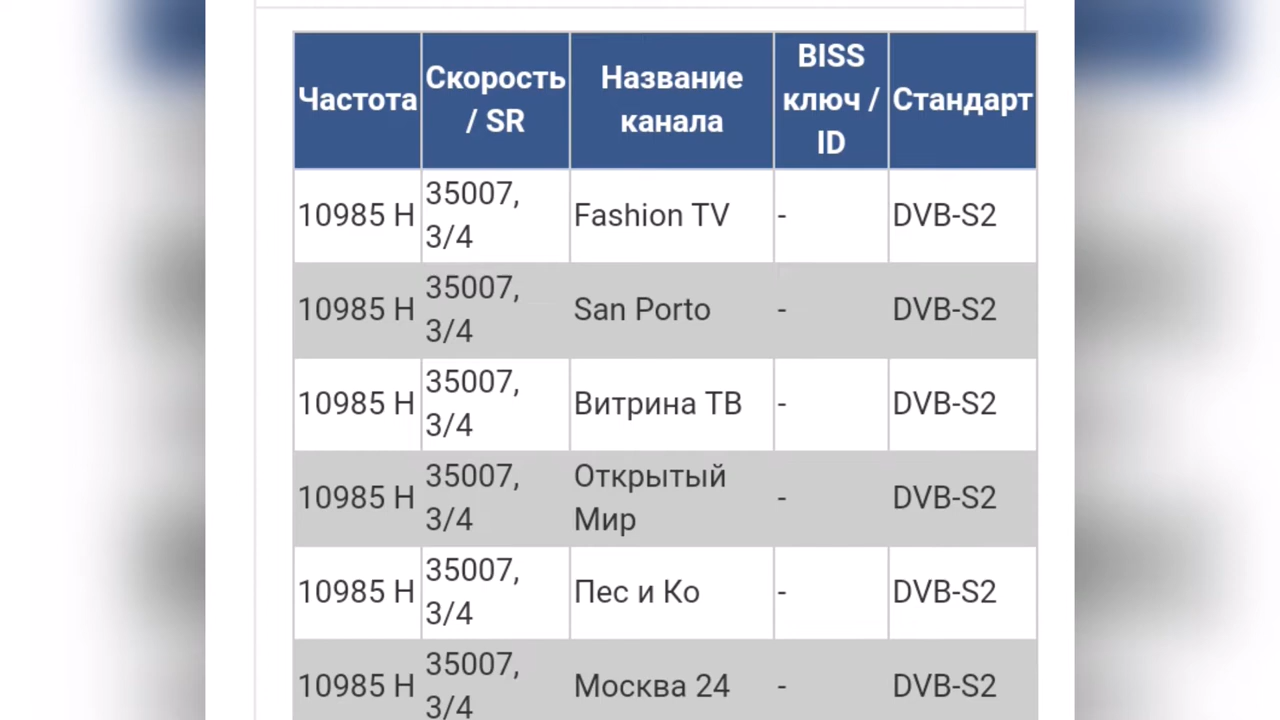 Частота
Скорость
/ SR
Название
канала
BISS
ключ /
ID
Стандарт
10985 H
35007,
3/4
Fashion TV
-
DVB-S2
10985 H
35007,
3/4
San Porto
-
DVB-S2
10985 H
35007,
3/4
Витрина ТВ
-
DVB-S2
10985 H
35007,
3/4
Открытый
Мир
-
DVB-S2
10985 H
35007,
3/4
Пес и Ко
-
DVB-S2
10985 H
35007,
3/4
Москва 24
-
DVB-S2